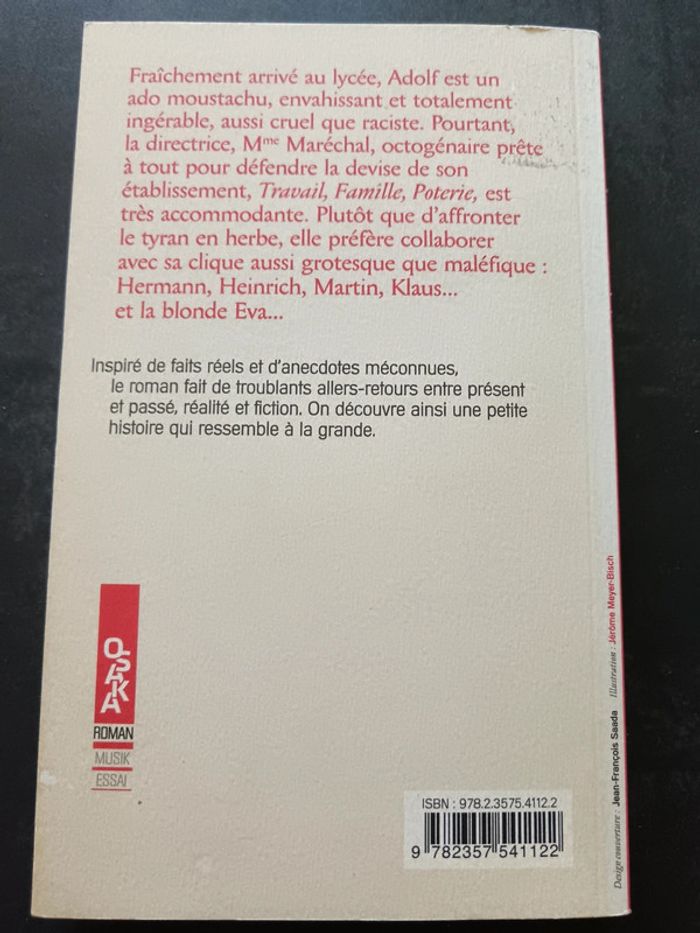 Fraîchement arrivé au lycée, Adolf est un
ado moustachu, envahissant et totalement
ingérable, aussi cruel que raciste. Pourtant,
la directrice, Mme Maréchal, octogénaire prête
à tout pour défendre la devise de son
établissement, Travail, Famille, Poterie, est
très accommodante. Plutôt que d'affronter
le tyran en herbe, elle préfère collaborer
avec sa clique aussi grotesque que maléfique :
Hermann, Heinrich, Martin, Klaus...
et la blonde Eva...
Inspiré de faits réels et d'anecdotes méconnues,
le roman fait de troublants allers-retours entre présent
et passé, réalité et fiction. On découvre ainsi une petite
histoire qui ressemble à la grande.
OSAKA
ROMAN
MUSIK
ESSAI
ISBN : 978.2.3575.4112.2
9 782357 541122
Design couverture : Jean-François Saada Illustration : Jérôme Meyer-Bisch